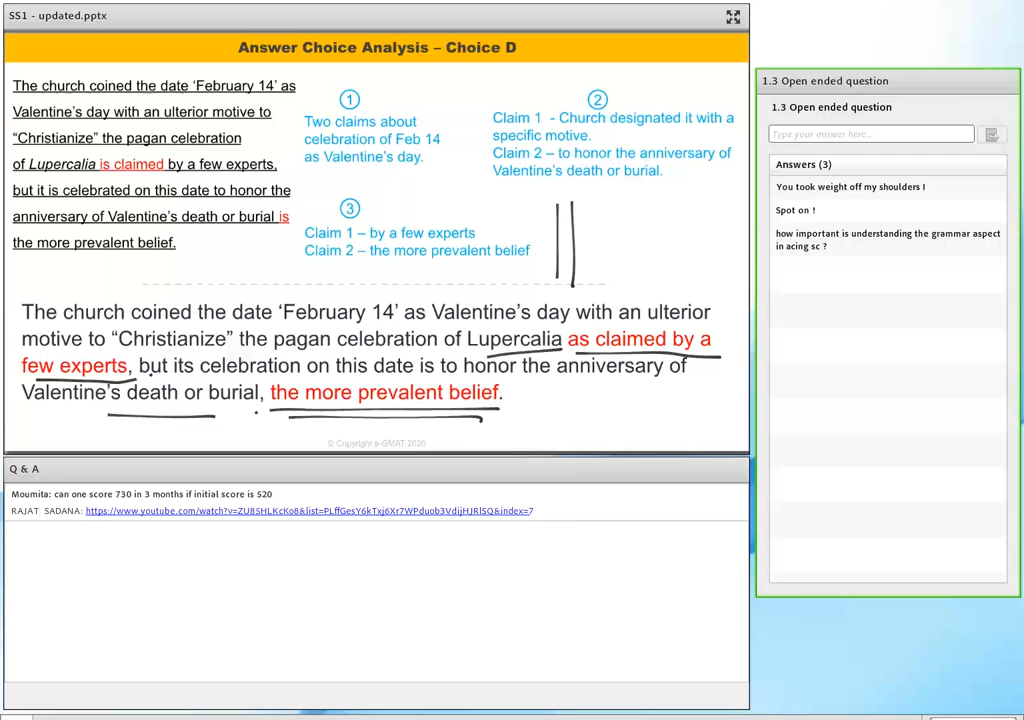 SS1 - updated.pptx
Answer Choice Analysis – Choice D
The church coined the date ‘February 14’ as
Valentine’s day with an ulterior motive to
“Christianize” the pagan celebration
of Lupercalia is claimed by a few experts,
but it is celebrated on this date to honor the
anniversary of Valentine’s death or burial is
the more prevalent belief.
1
Two claims about
celebration of Feb 14
as Valentine’s day.
2
Claim 1 - Church designated it with a
specific motive.
Claim 2 – to honor the anniversary of
Valentine’s death or burial.
3
Claim 1 – by a few experts
Claim 2 – the more prevalent belief
The church coined the date ‘February 14’ as Valentine’s day with an ulterior
motive to “Christianize” the pagan celebration of Lupercalia as claimed by a
few experts, but its celebration on this date is to honor the anniversary of
Valentine’s death or burial, the more prevalent belief.
© Copyright e-GMAT 2020
Q & A
Moumita: can one score 730 in 3 months if initial score is 520
RAJAT SADANA: https://www.youtube.com/watch?v=ZU85HLKcKo8&list=PLffGesY6kTxj6Xr7WPduob3VdijHJRlSQ&index=7
1.3 Open ended question
1.3 Open ended question
Type your answer here...
Answers (3)
You took weight off my shoulders !
Spot on !
how important is understanding the grammar aspect
in acing sc ?